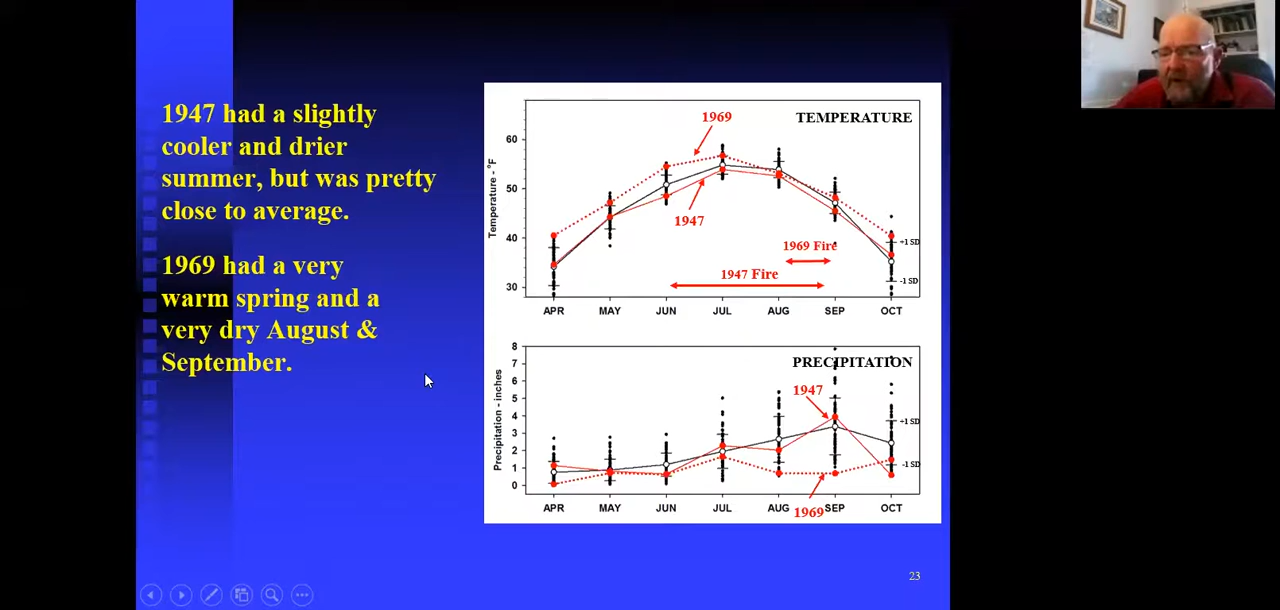 1947 had a slightly
cooler and drier
summer, but was pretty
close to average.
1969 had a very
warm spring and a
very dry August &
September.
TEMPERATURE
1969
1947
1969 Fire
1947 Fire
Temperature - °F
60
50
40
30
+1 SD
-1 SD
APR MAY JUN JUL AUG SEP OCT
PRECIPITATION
1947
1969
Precipitation - inches
8
7
6
5
4
3
2
1
0
+1 SD
-1 SD
APR MAY JUN JUL AUG SEP OCT
23